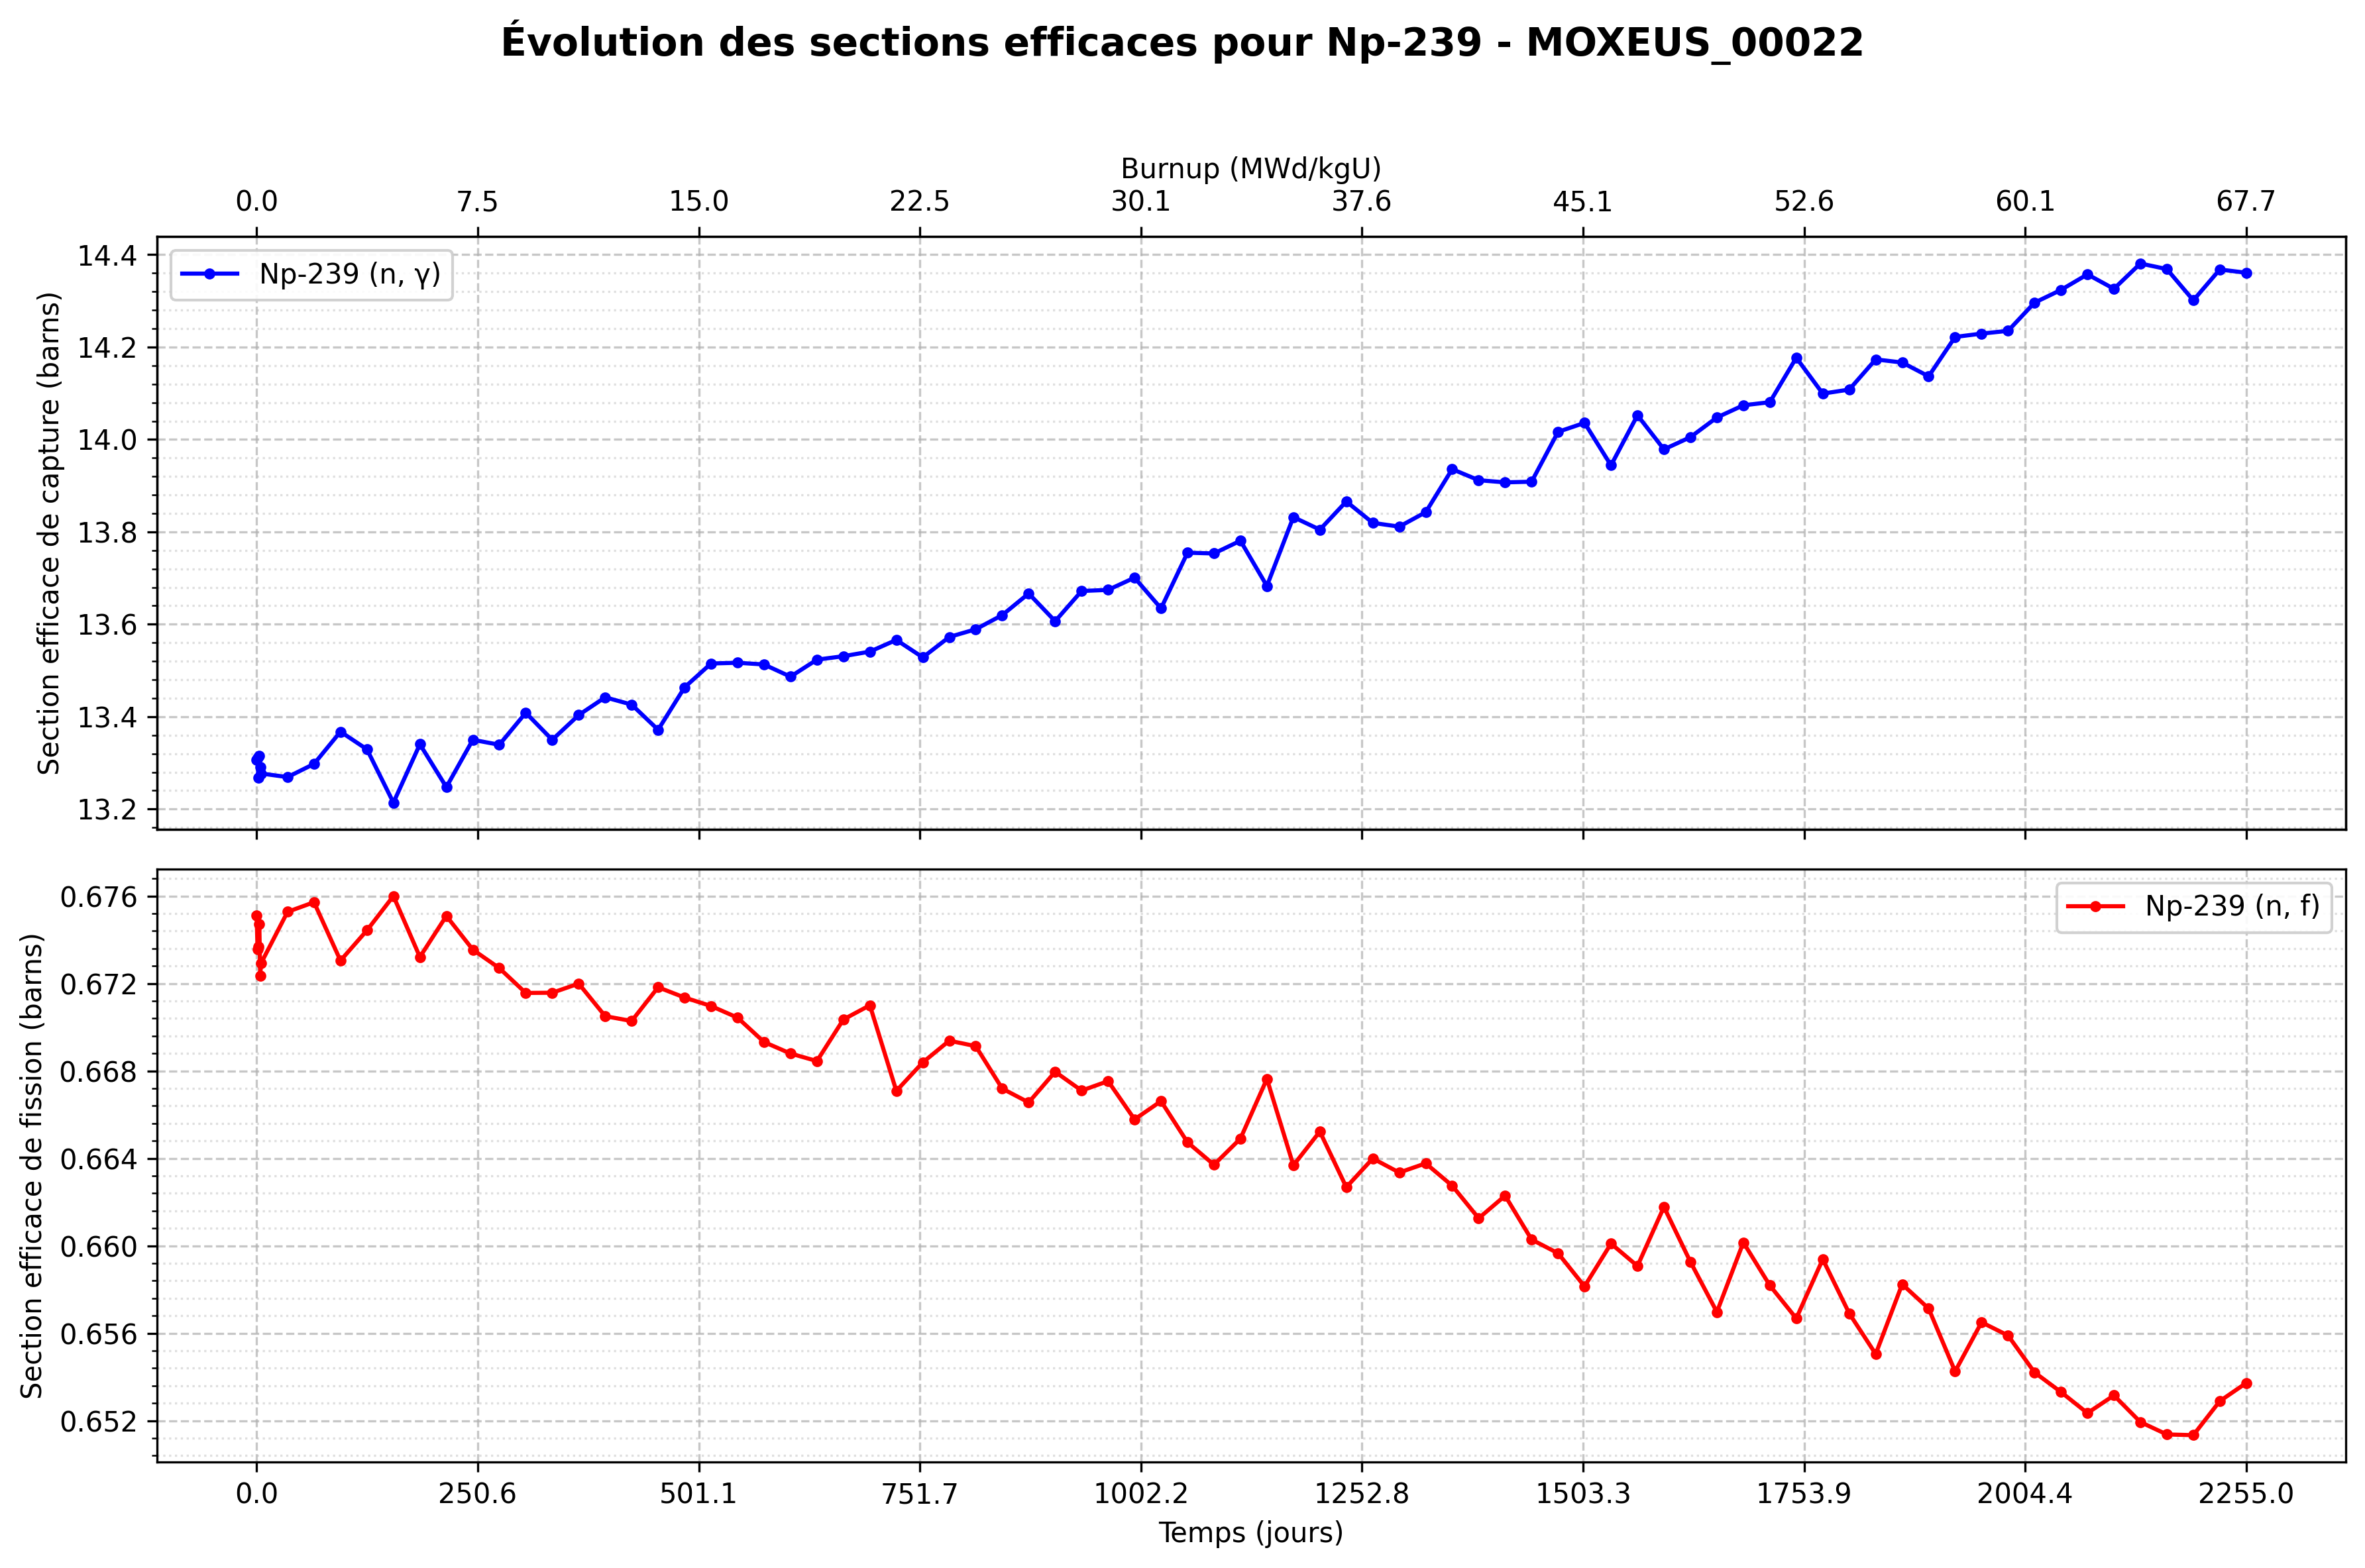 Évolution des sections efficaces pour Np-239 - MOXEUS_00022
Burnup (MWd/kgU)
0.0 7.5 15.0 22.5 30.1 37.6 45.1 52.6 60.1 67.7
Section efficace de capture (barns)
14.4
14.2
14.0
13.8
13.6
13.4
13.2
Np-239 (n, γ)
Section efficace de fission (barns)
0.676
0.672
0.668
0.664
0.660
0.656
0.652
Np-239 (n, f)
0.0 250.6 501.1 751.7 1002.2 1252.8 1503.3 1753.9 2004.4 2255.0
Temps (jours)